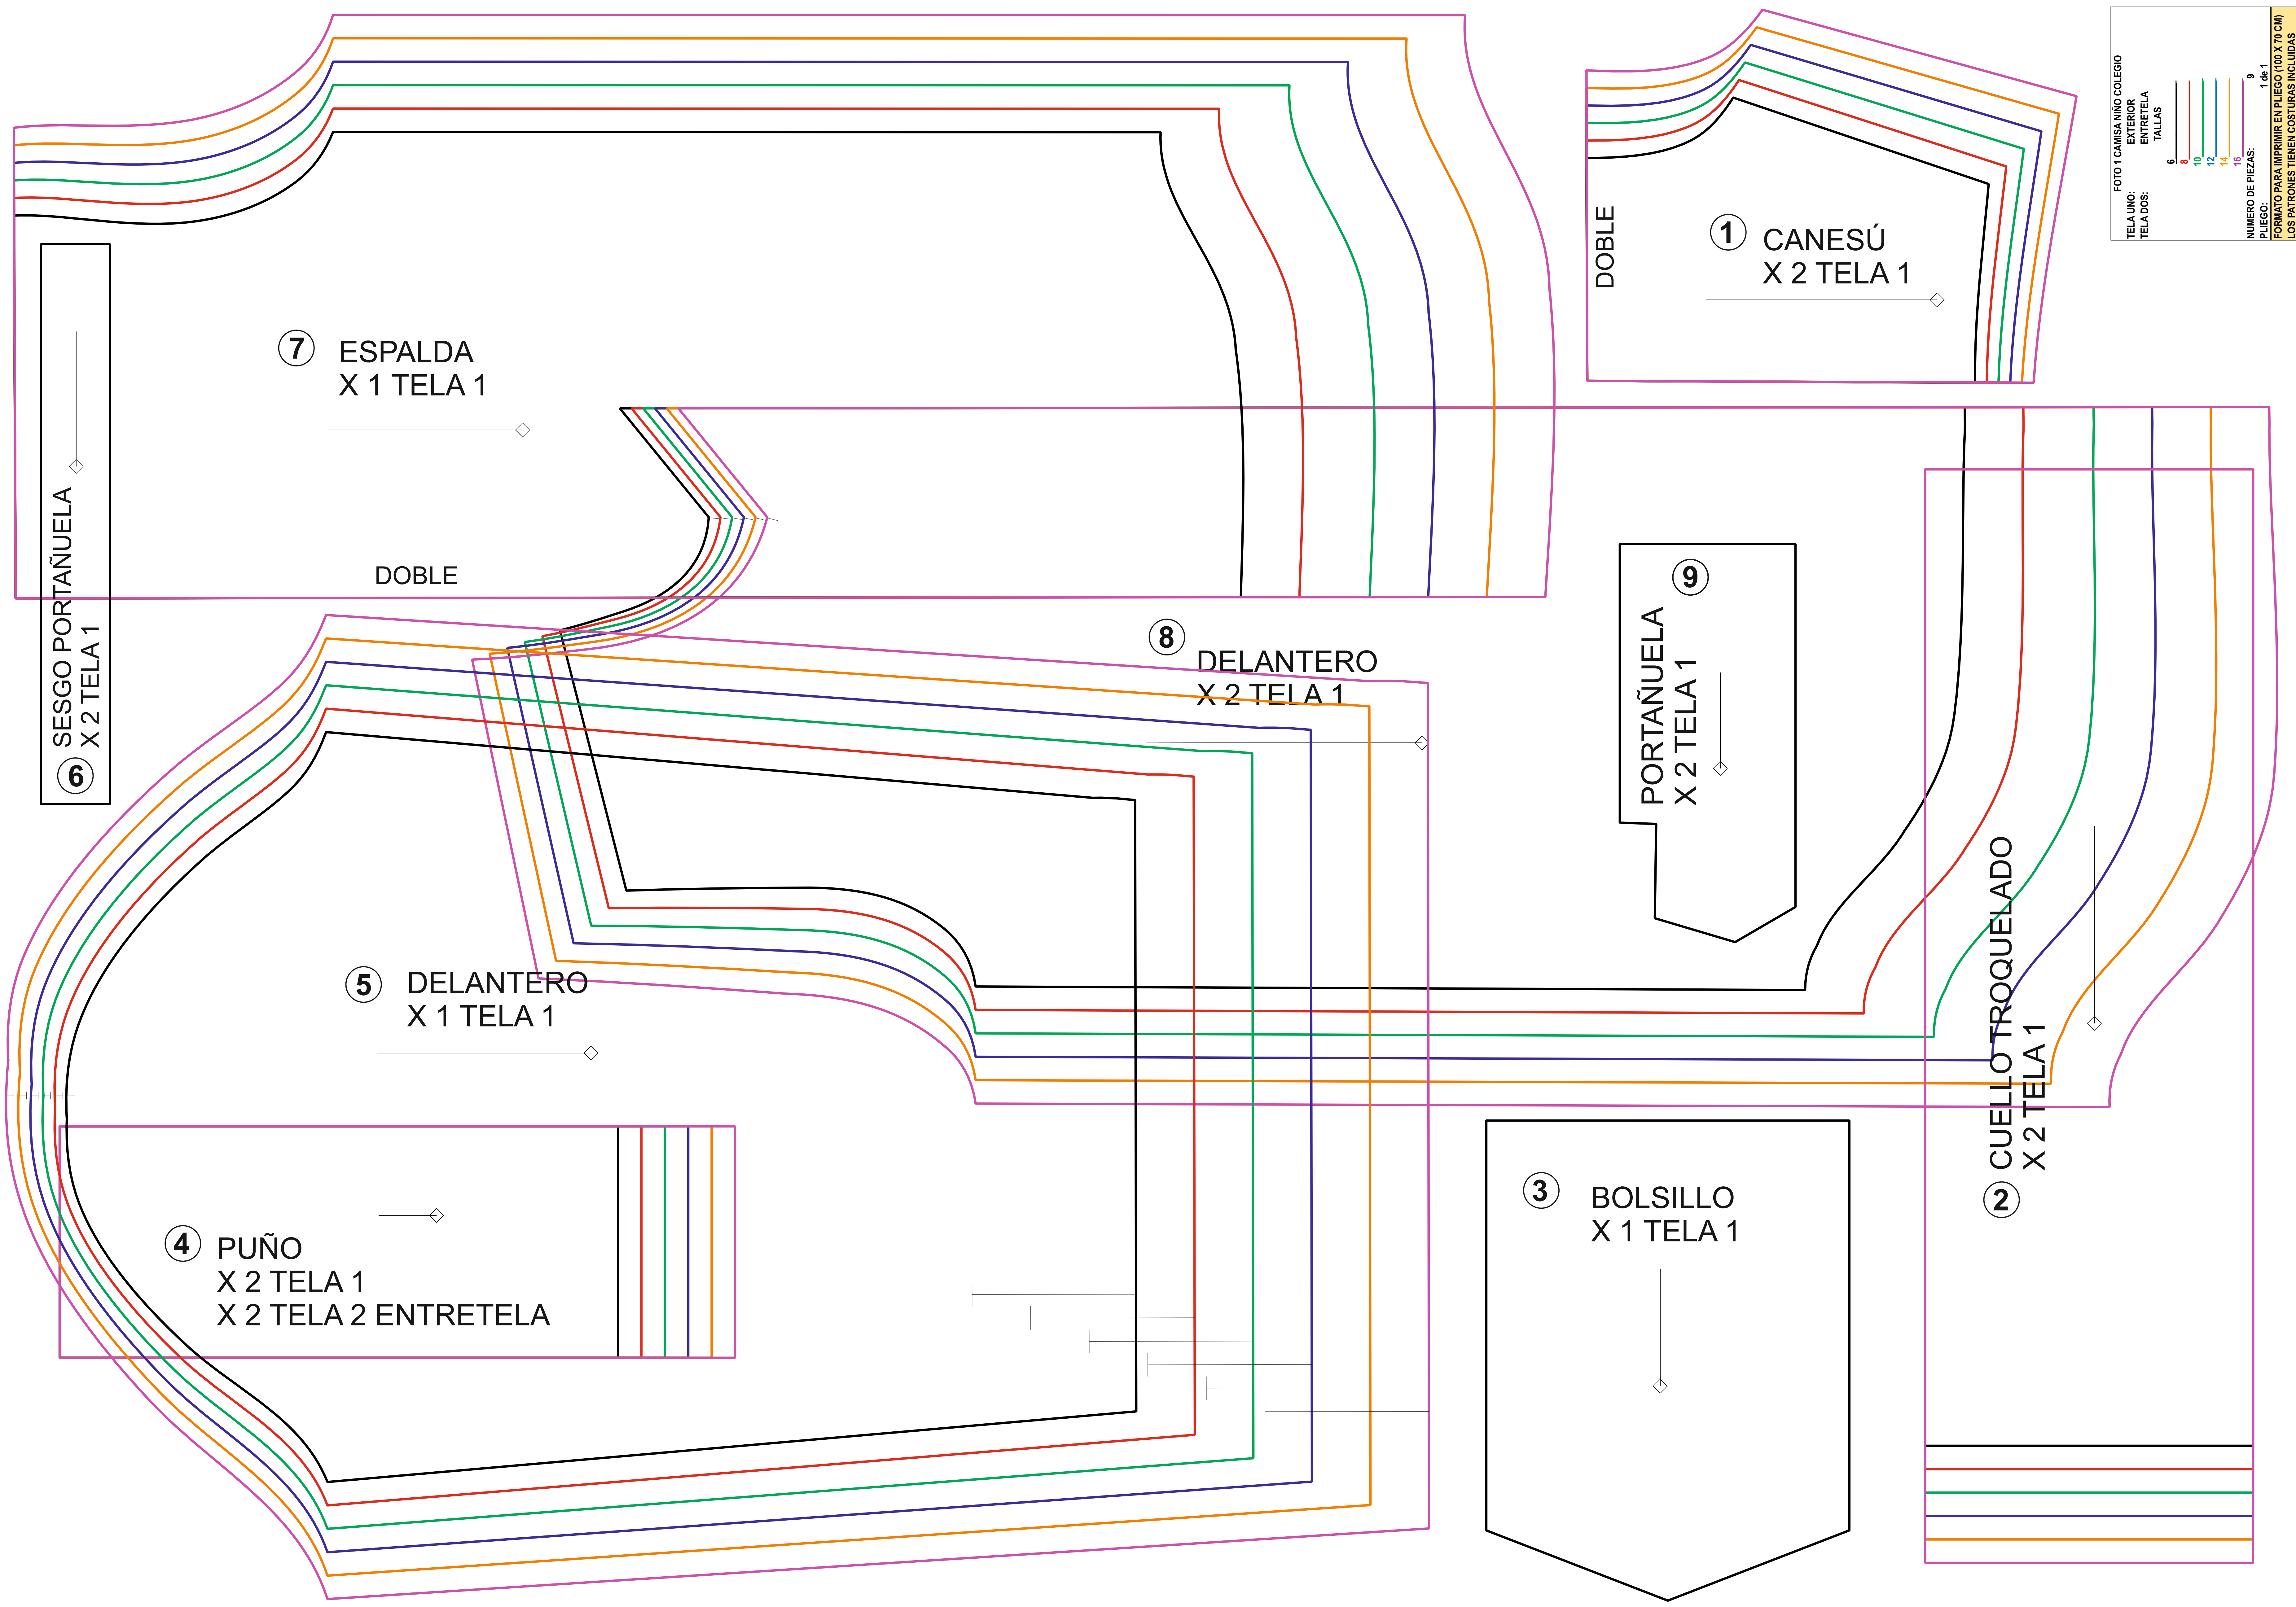 FOTO 1 CAMISA NIÑO COLEGIO
TELA UNO: EXTERIOR
TELA DOS: ENTRETELA
TALLAS
6
8
10
12
14
16
NUMERO DE PIEZAS: 9
PLIEGO: 1 de 1
FORMATO PARA IMPRIMIR EN PLIEGO (100 X 70 CM)
LOS PATRONES TIENEN COSTURAS INCLUIDAS
DOBLE
1 CANESÚ
X 2 TELA 1
7 ESPALDA
X 1 TELA 1
DOBLE
SESGO PORTAÑUELA
X 2 TELA 1
6
8
DELANTERO
X 2 TELA 1
9
PORTAÑUELA
X 2 TELA 1
5 DELANTERO
X 1 TELA 1
CUELLO TROQUELADO
X 2 TELA 1
2
3 BOLSILLO
X 1 TELA 1
4 PUÑO
X 2 TELA 1
X 2 TELA 2 ENTRETELA